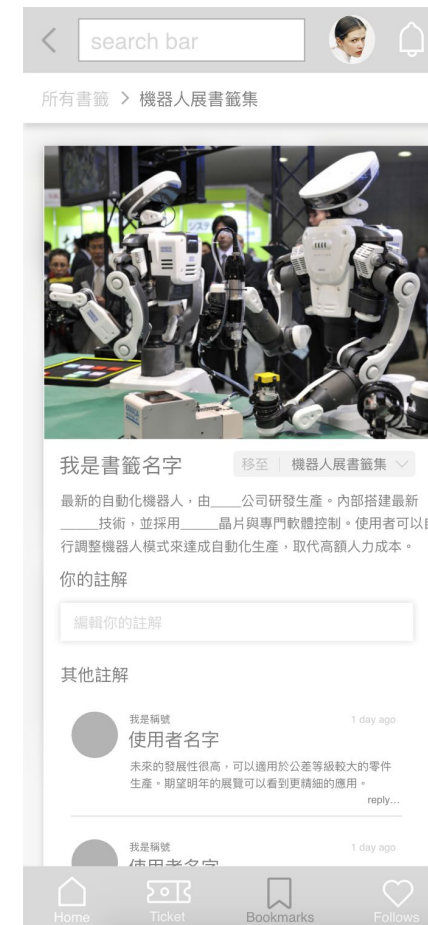 search bar
所有書籤 > 機器人展書籤集
システ
我是書籤名字
移至
機器人展書籤集
最新的自動化機器人，由____公司研發生產。內部搭建最新
_____技術，並採用_____晶片與專門軟體控制。使用者可以自
行調整機器人模式來達成自動化生產，取代高額人力成本。
你的註解
編輯你的註解
其他註解
我是稱號
1 day ago
使用者名字
未來的發展性很高，可以適用於公差等級較大的零件
生產。期望明年的展覽可以看到更精細的應用。
reply...
我是稱號
1 day ago
使用者名字
Home
Ticket
Bookmarks
Follows